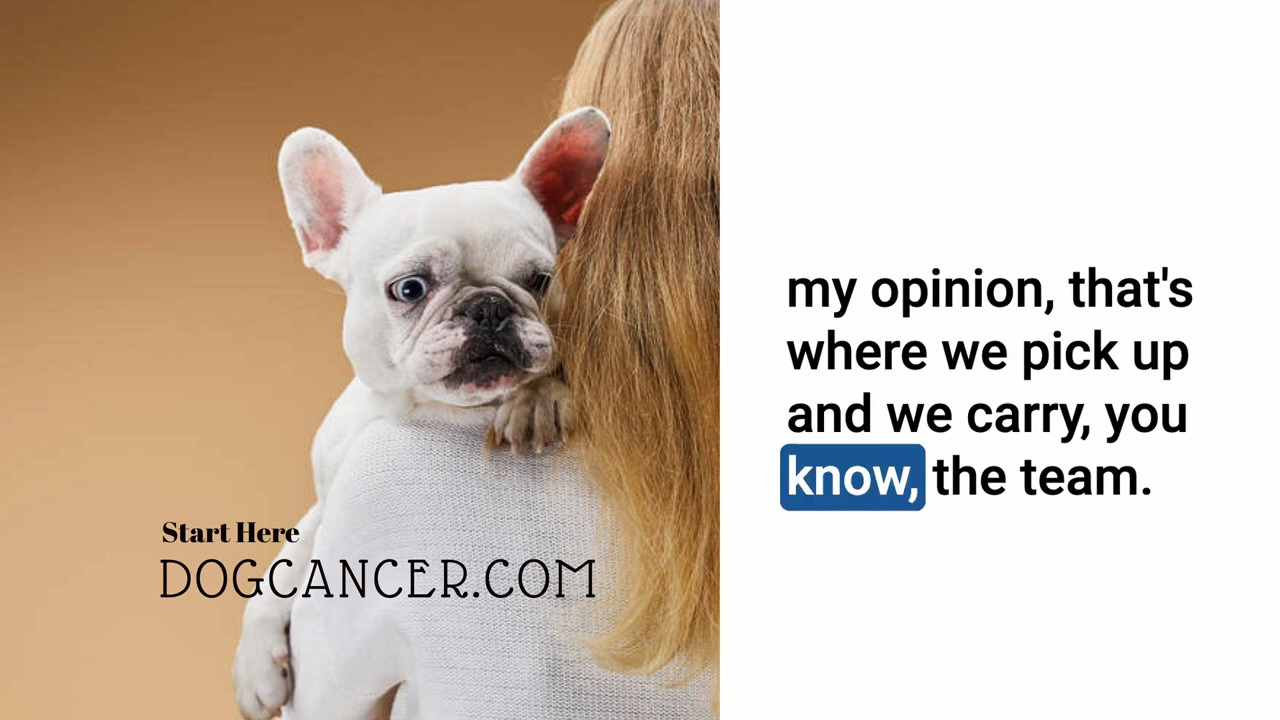 Start Here
DOGCANCER.COM
my opinion, that's
where we pick up
and we carry, you
know, the team.